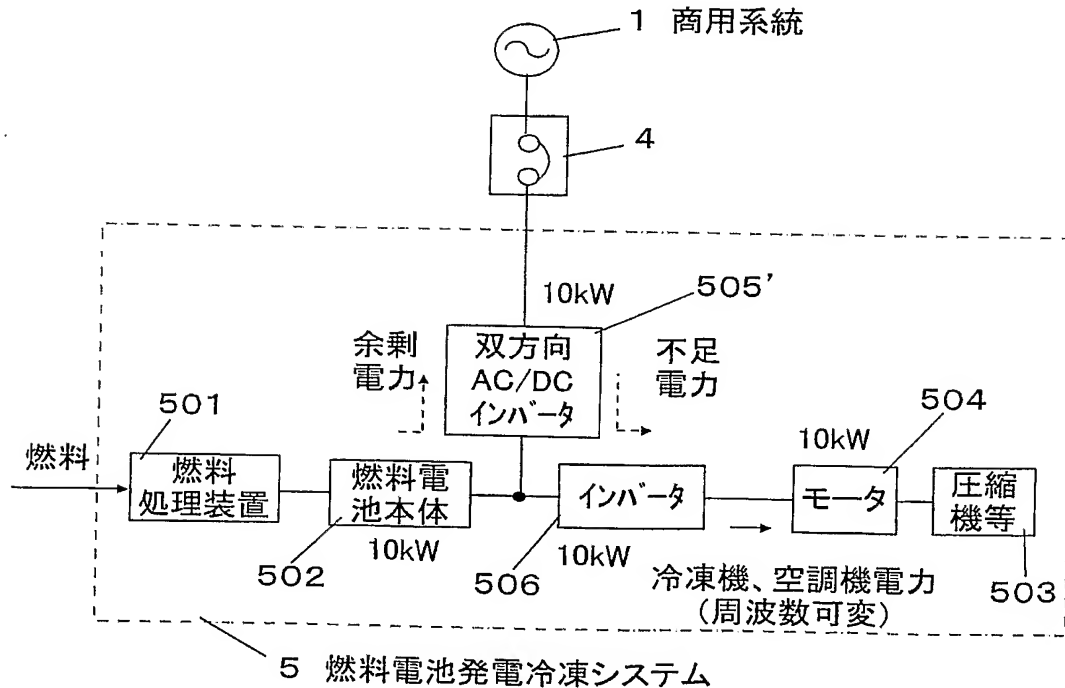 1 商用系統
4
505'
10kW
余剰
電力
双方向
AC/DC
インバータ
不足
電力
501
504
10kW
燃料
燃料
処理装置
燃料電
池本体
インバータ
モータ
圧縮
機等
502
10kW
506
10kW
冷凍機、空調機電力
(周波数可変)
503
5 燃料電池発電冷凍システム